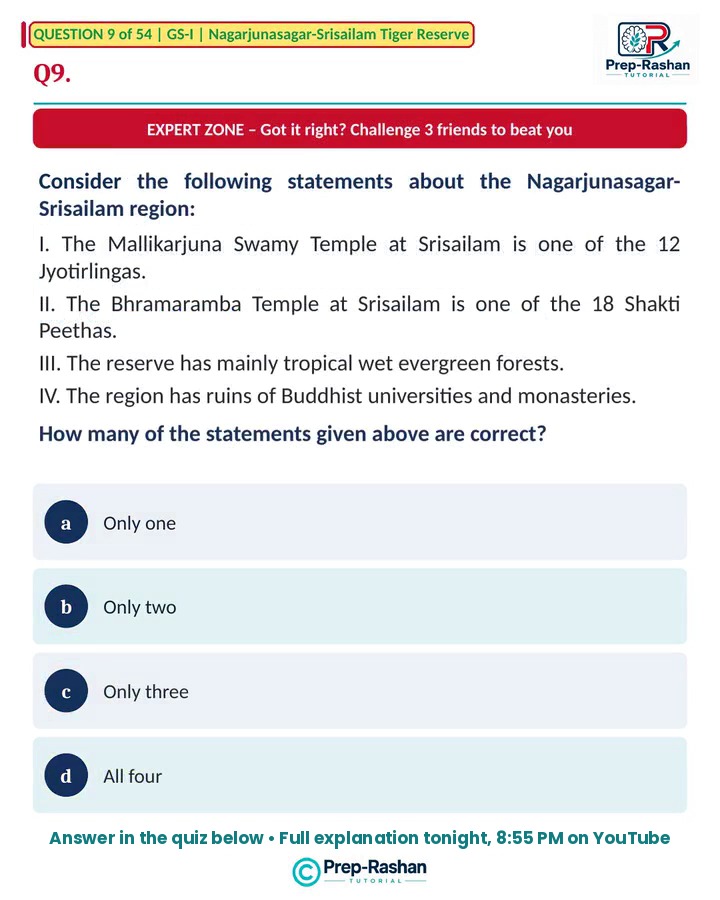 QUESTION 9 of 54 | GS-I | Nagarjunasagar-Srisailam Tiger Reserve
Prep-Rashan
TUTORIAL
Q9.
EXPERT ZONE – Got it right? Challenge 3 friends to beat you
Consider the following statements about the Nagarjunasagar-
Srisailam region:
I. The Mallikarjuna Swamy Temple at Srisailam is one of the 12
Jyotirlingas.
II. The Bhramaramba Temple at Srisailam is one of the 18 Shakti
Peethas.
III. The reserve has mainly tropical wet evergreen forests.
IV. The region has ruins of Buddhist universities and monasteries.
How many of the statements given above are correct?
a Only one
b Only two
c Only three
d All four
Answer in the quiz below • Full explanation tonight, 8:55 PM on YouTube
© Prep-Rashan
TUTORIAL